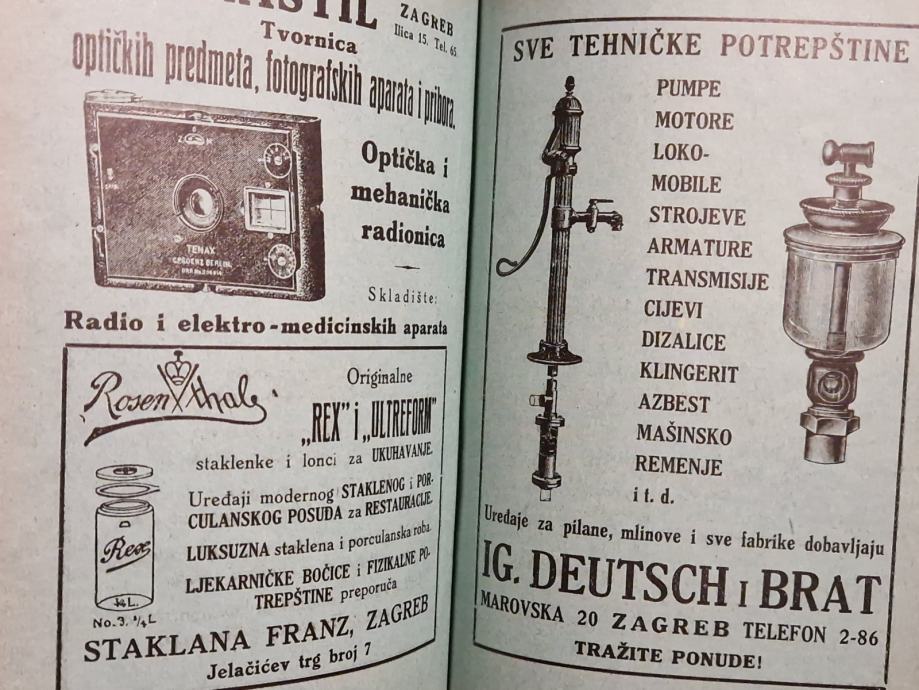 ZAGREB
Ilica 15. Tel. 65
Tvornica
optičkih predmeta, fotografskih aparata i pribora.
TENAX
Optička i
mehanička
radionica
Skladište:
Radio i elektro-medicinskih aparata
Rosenthal
Originalne
„REX" i „ULTREFORM"
staklenke i lonci za UKUHAVANJE.
Uređaji modernog STAKLENOG i POR-
CULANSKOG POSUĐA za RESTAURACIJE.
LUKSUZNA staklena i porculanska roba.
LJEKARNIČKE BOČICE i FIZIKALNE PO-
TREPŠTINE preporuča
Rex
¼ L.
No. 3. ¼ L
STAKLANA FRANZ, ZAGREB
Jelačićev trg broj 7
SVE TEHNIČKE POTREPŠTINE
PUMPE
MOTORE
LOKO-
MOBILE
STROJEVE
ARMATURE
TRANSMISIJE
CIJEVI
DIZALICE
KLINGERIT
AZBEST
MAŠINSKO
REMENJE
i t. d.
Uređaje za pilane, mlinove i sve fabrike dobavljaju
IG. DEUTSCH I BRAT
MAROVSKA 20 ZAGREB TELEFON 2-86
TRAŽITE PONUDE!